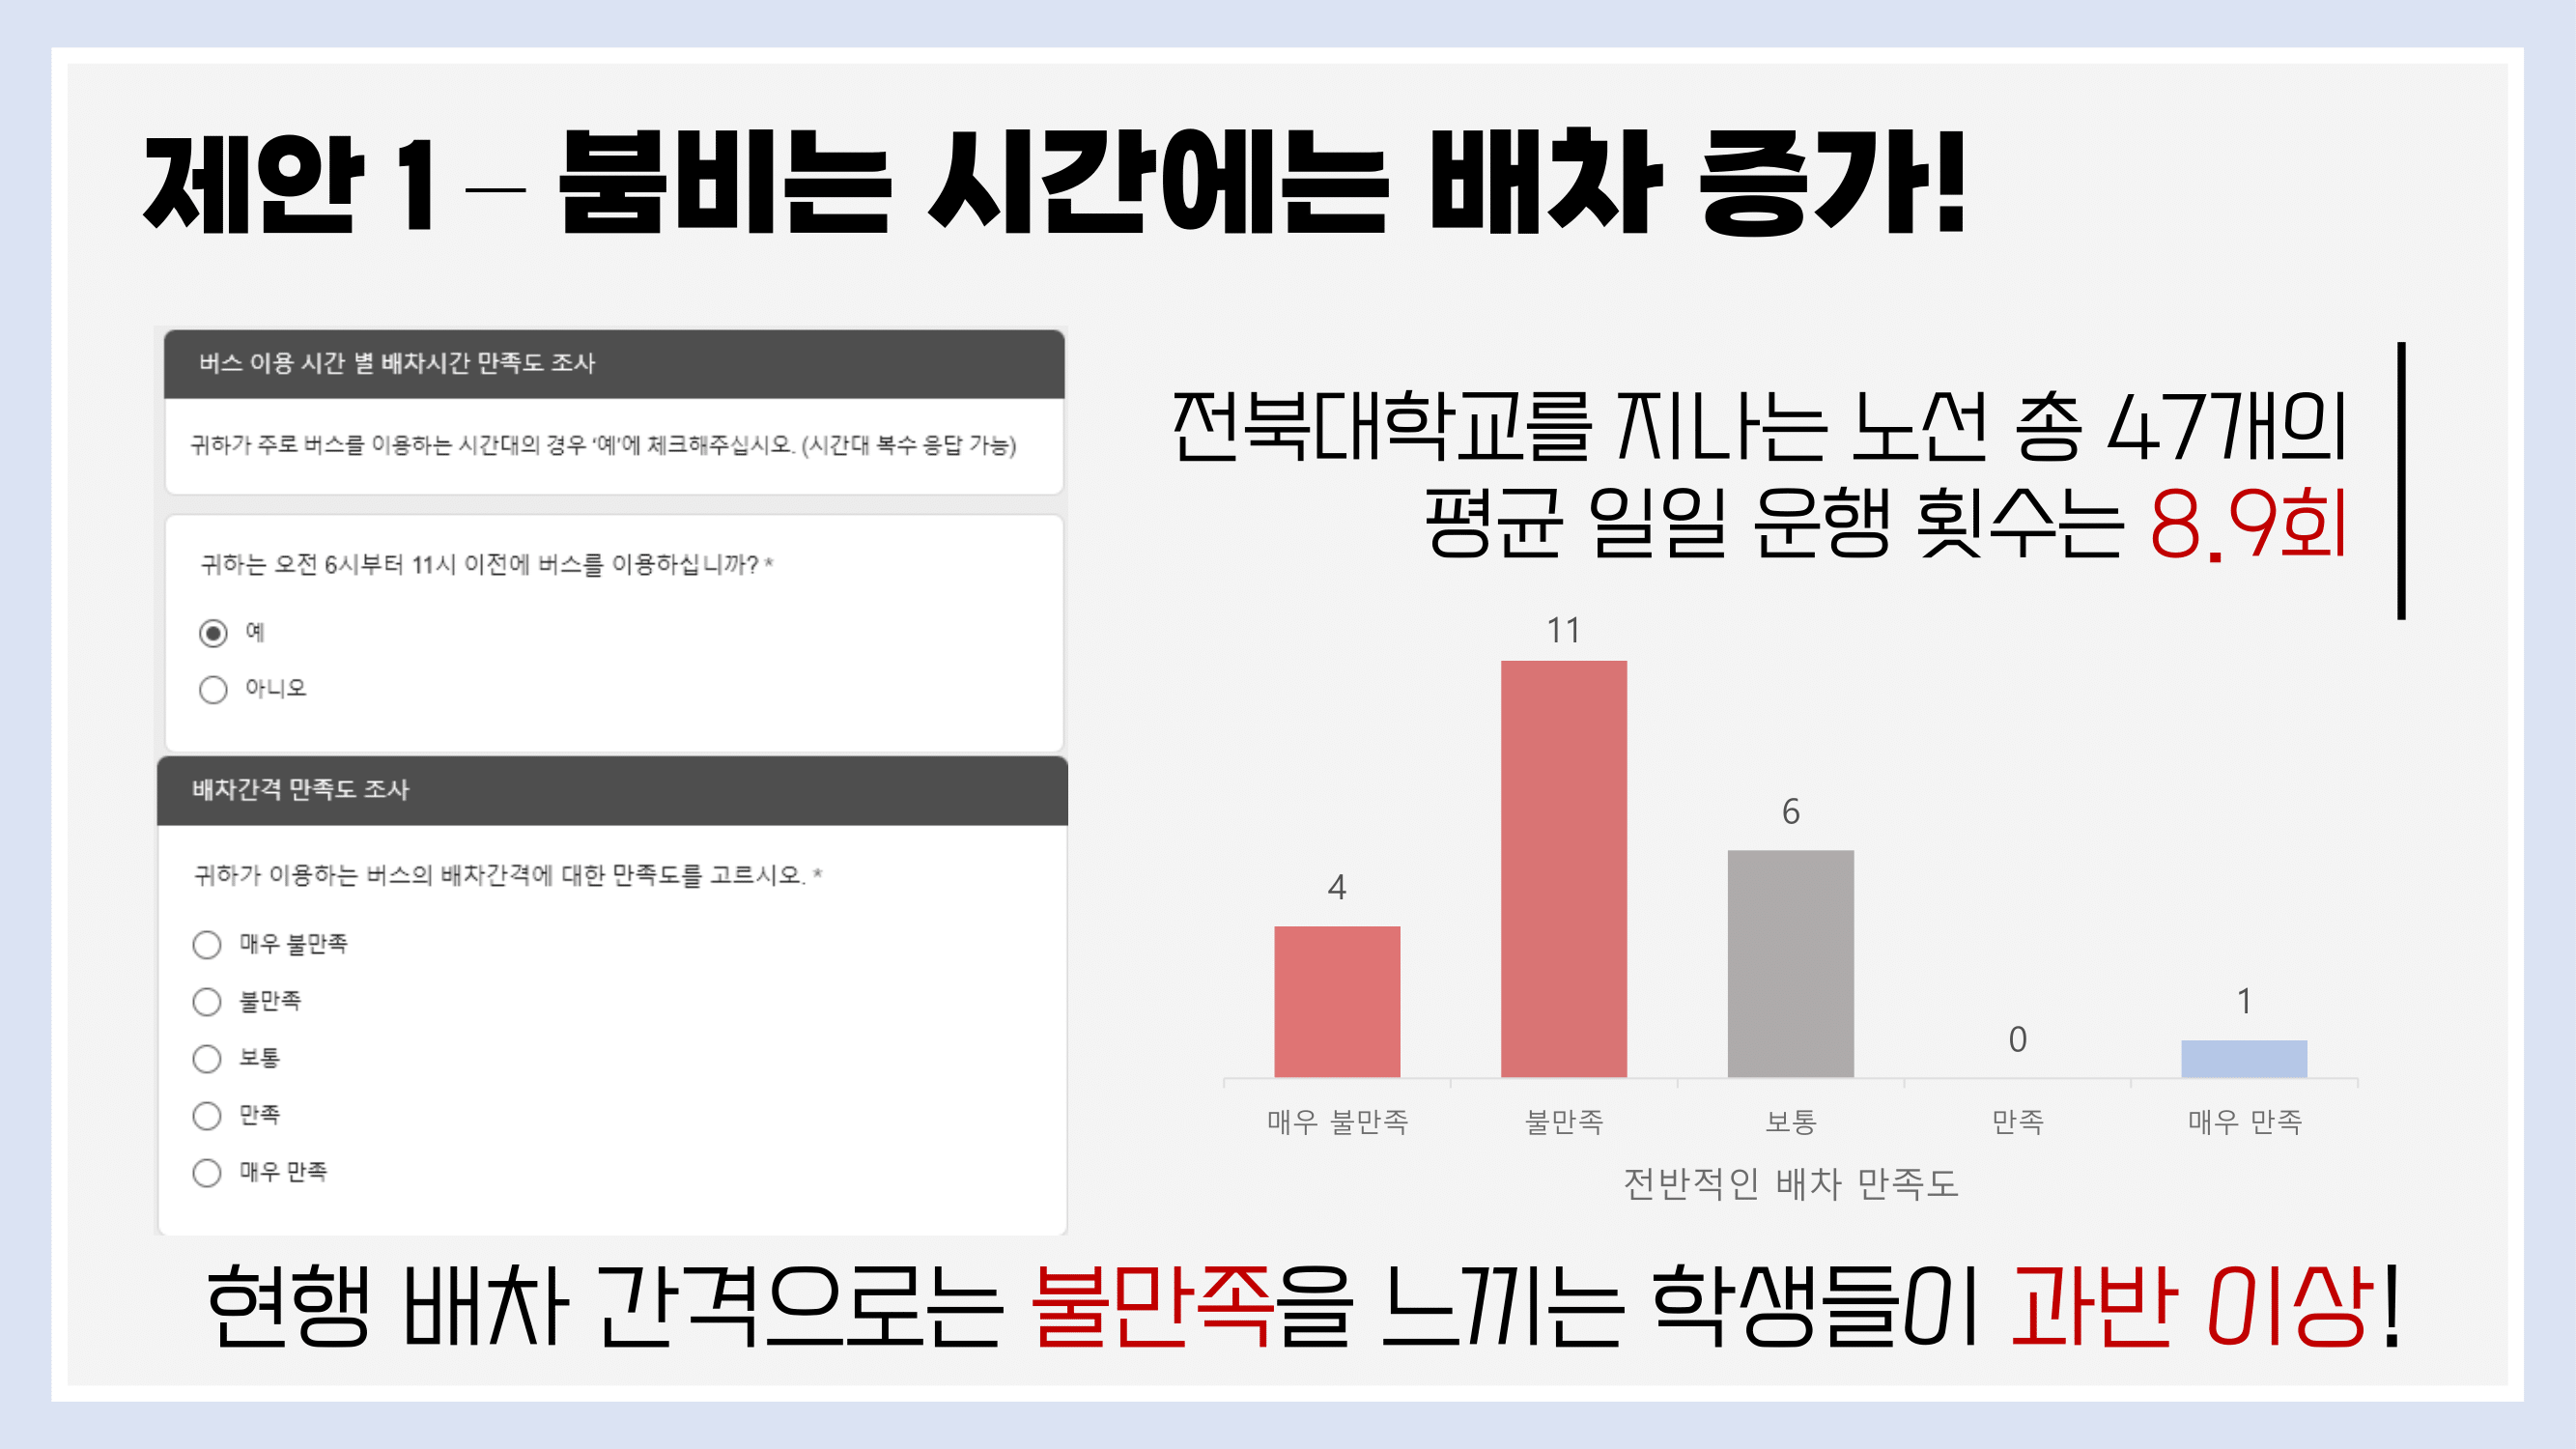 제안 1 – 붐비는 시간에는 배차 증가!
버스 이용 시간 별 배차시간 만족도 조사
귀하가 주로 버스를 이용하는 시간대의 경우 ‘예’에 체크해주십시오. (시간대 복수 응답 가능)
귀하는 오전 6시부터 11시 이전에 버스를 이용하십니까? *
예
아니오
배차간격 만족도 조사
귀하가 이용하는 버스의 배차간격에 대한 만족도를 고르시오. *
매우 불만족
불만족
보통
만족
매우 만족
전북대학교를 지나는 노선 총 47개의
평균 일일 운행 횟수는 8.9회
11
6
4
1
0
매우 불만족 불만족 보통 만족 매우 만족
전반적인 배차 만족도
현행 배차 간격으로는 불만족을 느끼는 학생들이 과반 이상!